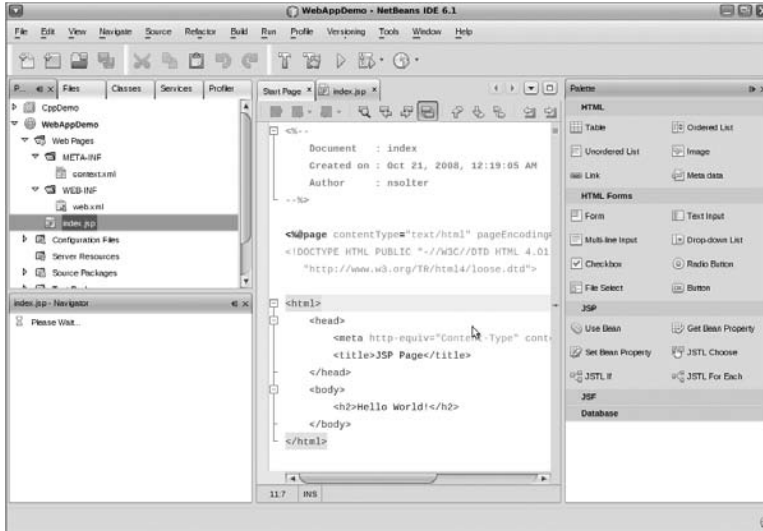 WebAppDemo - NetBeans IDE 6.1
File Edit View Navigate Source Refactor Build Run Profile Versioning Tools Window Help
P... Files Classes Services Profiler
CppDemo
WebAppDemo
Web Pages
META-INF
context.xml
WEB-INF
web.xml
index.jsp
Configuration Files
Server Resources
Source Packages
index.jsp - Navigator
Please Wait...
Start Page index.jsp
<%--
Document : index
Created on : Oct 21, 2008, 12:19:05 AM
Author : nsolter
--%>
<%@page contentType="text/html" pageEncoding=
<!DOCTYPE HTML PUBLIC "-//W3C//DTD HTML 4.01
"http://www.w3.org/TR/html4/loose.dtd">
<html>
<head>
<meta http-equiv="Content-Type" conte
<title>JSP Page</title>
</head>
<body>
<h2>Hello World!</h2>
</body>
</html>
11:7 INS
Palette
HTML
Table Ordered List
Unordered List Image
Link Meta data
HTML Forms
Form Text Input
Multi-line Input Drop-down List
Checkbox Radio Button
File Select Button
JSP
Use Bean Get Bean Property
Set Bean Property JSTL Choose
JSTL If JSTL For Each
JSF
Database